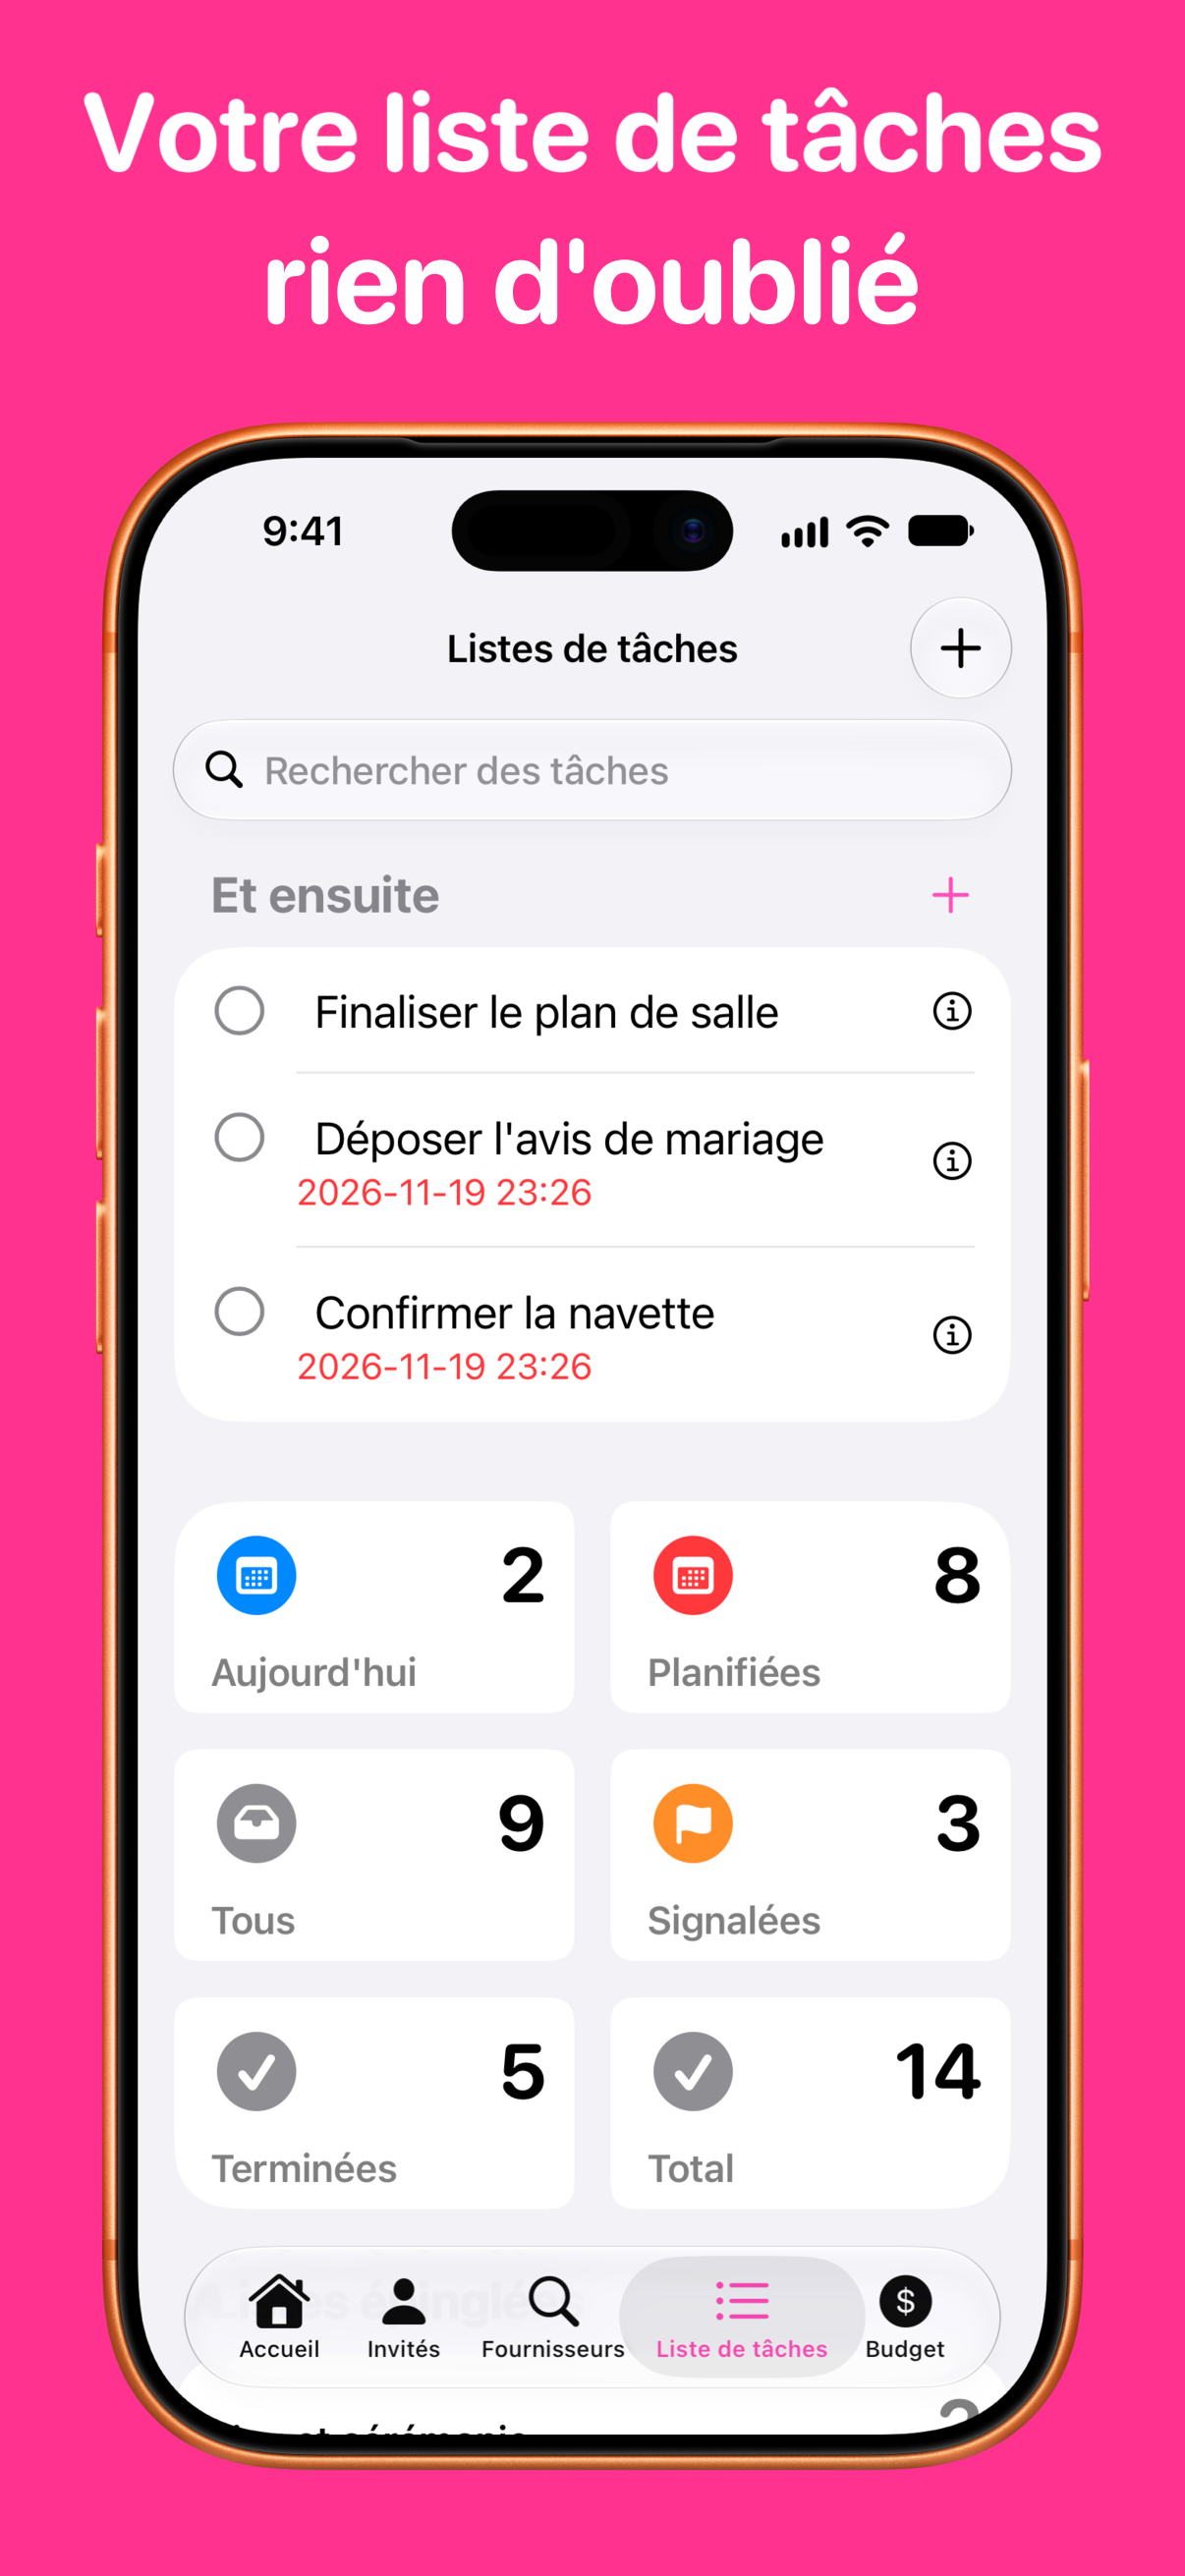 Votre liste de tâches
rien d'oublié
9:41
Listes de tâches
Rechercher des tâches
Et ensuite
Finaliser le plan de salle
Déposer l'avis de mariage
2026-11-19 23:26
Confirmer la navette
2026-11-19 23:26
2
Aujourd'hui
8
Planifiées
9
Tous
3
Signalées
5
Terminées
14
Total
Accueil
Invités
Fournisseurs
Liste de tâches
Budget